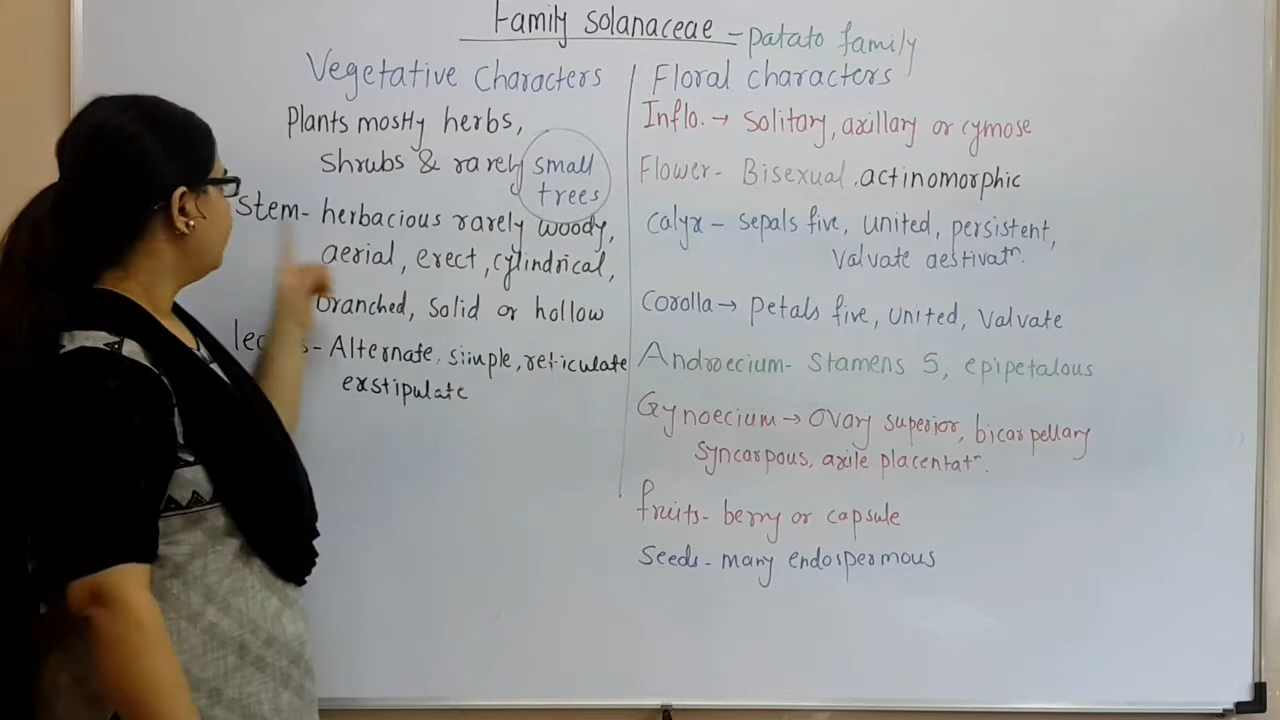 Family Solanaceae - Patato family
Vegetative Characters
Plants mostly herbs,
shrubs & rarely small
trees
Stem- herbacious rarely woody,
aerial, erect, cylindrical,
branched, solid or hollow
Alternate, simple, reticulate
exstipulate
Floral characters
Inflo. → Solitary, axillary or cymose
Flower- Bisexual, actinomorphic
Calyx - sepals five, united, persistent,
Valvate aestivatⁿ.
Corolla → Petals five, united, valvate
Androecium- Stamens 5, epipetalous
Gynoecium → Ovary superior, bicarpellary
syncarpous, axile placentatⁿ.
fruits- berry or capsule
Seeds- many endospermous